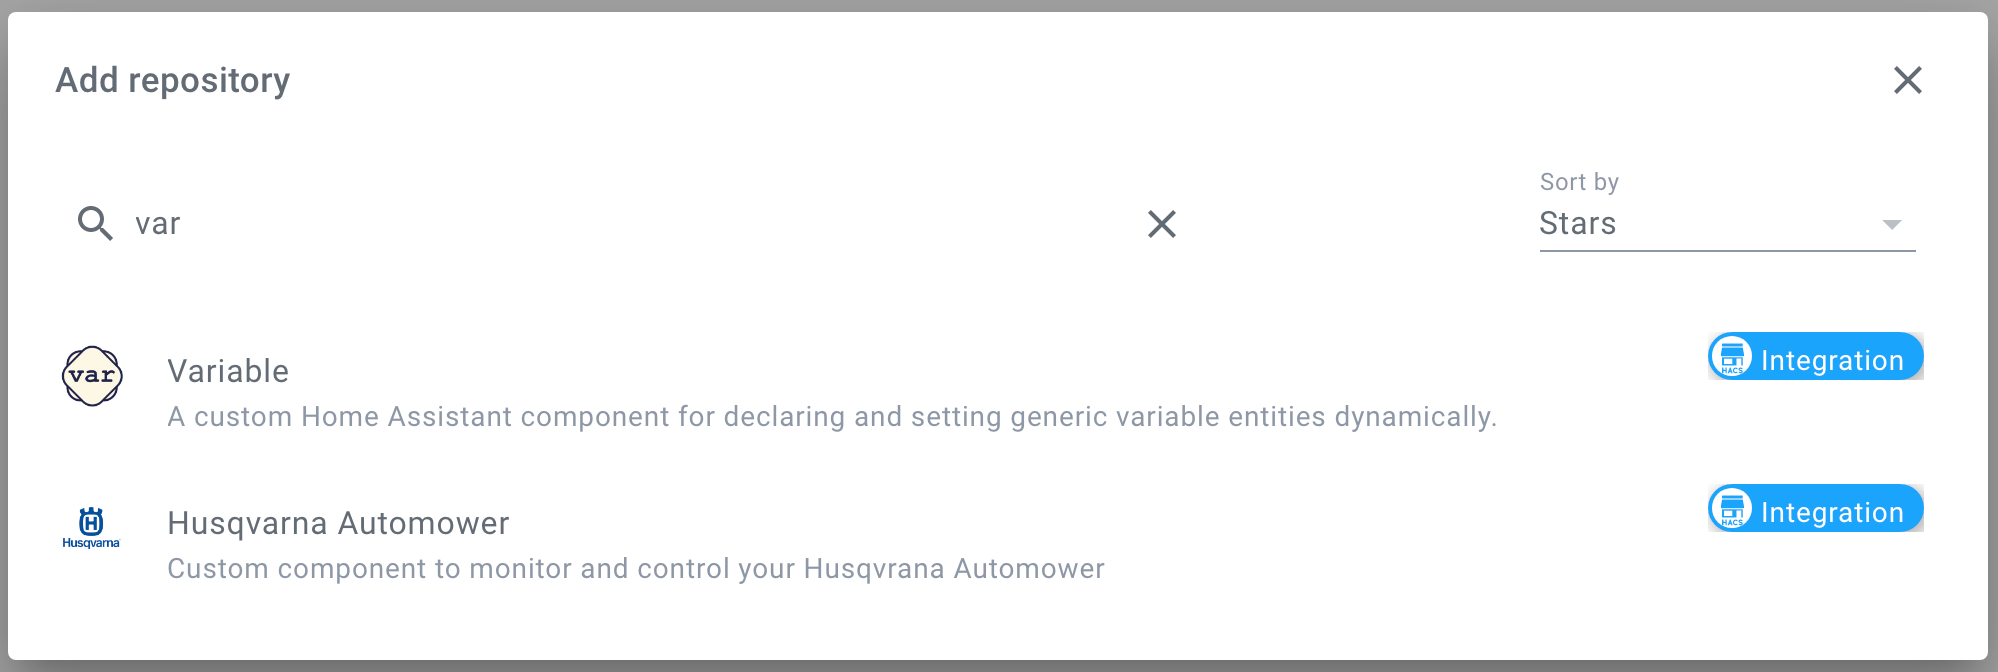 Add repository
var
Sort by
Stars
var
Variable
A custom Home Assistant component for declaring and setting generic variable entities dynamically.
HACS
Integration
Husqvarna
Husqvarna Automower
Custom component to monitor and control your Husqvrana Automower
HACS
Integration